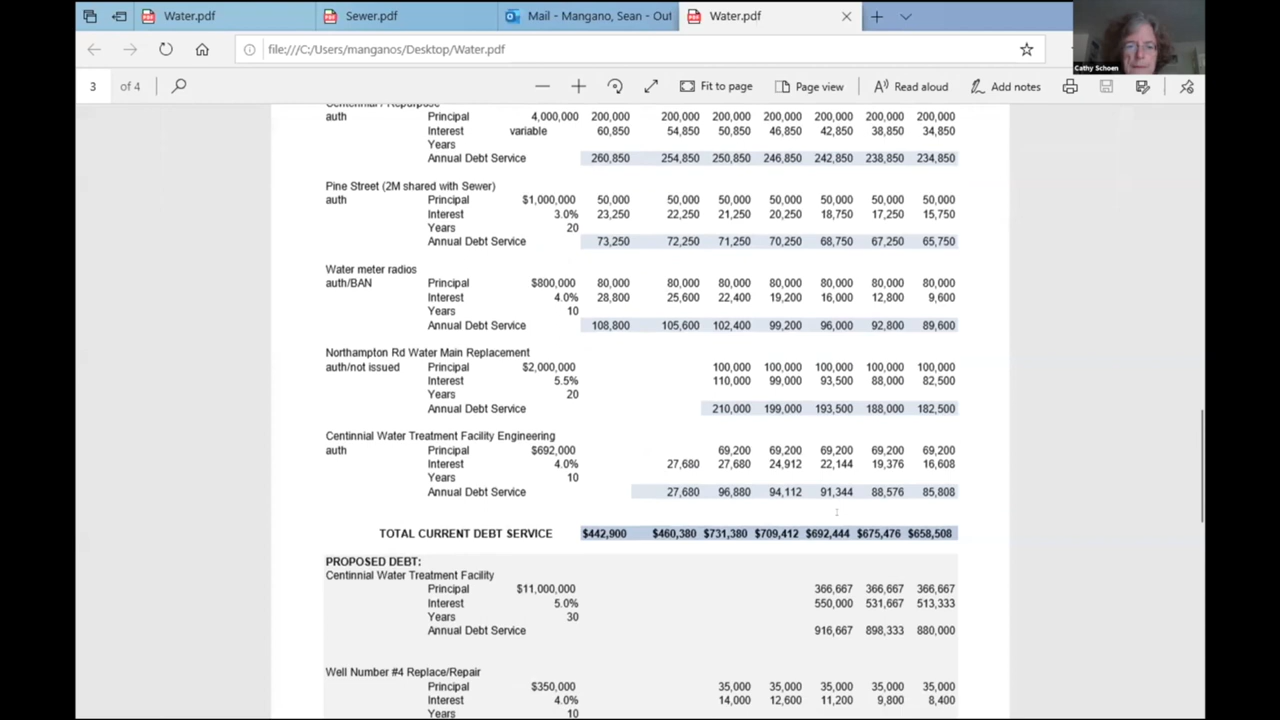 Water.pdf Sewer.pdf Mail - Mangano, Sean - Out Water.pdf
file:///C:/Users/manganos/Desktop/Water.pdf
Cathy Schoen
3 of 4 Fit to page Page view Read aloud Add notes
Centennial / Repurpose
auth Principal 4,000,000 200,000 200,000 200,000 200,000 200,000 200,000 200,000
Interest variable 60,850 54,850 50,850 46,850 42,850 38,850 34,850
Years
Annual Debt Service 260,850 254,850 250,850 246,850 242,850 238,850 234,850
Pine Street (2M shared with Sewer)
auth Principal $1,000,000 50,000 50,000 50,000 50,000 50,000 50,000 50,000
Interest 3.0% 23,250 22,250 21,250 20,250 18,750 17,250 15,750
Years 20
Annual Debt Service 73,250 72,250 71,250 70,250 68,750 67,250 65,750
Water meter radios
auth/BAN Principal $800,000 80,000 80,000 80,000 80,000 80,000 80,000 80,000
Interest 4.0% 28,800 25,600 22,400 19,200 16,000 12,800 9,600
Years 10
Annual Debt Service 108,800 105,600 102,400 99,200 96,000 92,800 89,600
Northampton Rd Water Main Replacement
auth/not issued Principal $2,000,000 100,000 100,000 100,000 100,000 100,000
Interest 5.5% 110,000 99,000 93,500 88,000 82,500
Years 20
Annual Debt Service 210,000 199,000 193,500 188,000 182,500
Centinnial Water Treatment Facility Engineering
auth Principal $692,000 69,200 69,200 69,200 69,200 69,200
Interest 4.0% 27,680 27,680 24,912 22,144 19,376 16,608
Years 10
Annual Debt Service 27,680 96,880 94,112 91,344 88,576 85,808
TOTAL CURRENT DEBT SERVICE $442,900 $460,380 $731,380 $709,412 $692,444 $675,476 $658,508
PROPOSED DEBT:
Centinnial Water Treatment Facility
Principal $11,000,000 366,667 366,667 366,667
Interest 5.0% 550,000 531,667 513,333
Years 30
Annual Debt Service 916,667 898,333 880,000
Well Number #4 Replace/Repair
Principal $350,000 35,000 35,000 35,000 35,000 35,000
Interest 4.0% 14,000 12,600 11,200 9,800 8,400
Years 10